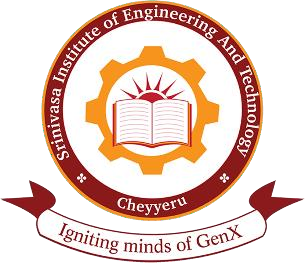 Srinivasa Institute of Engineering And Technology
Cheyyeru
Igniting minds of GenX